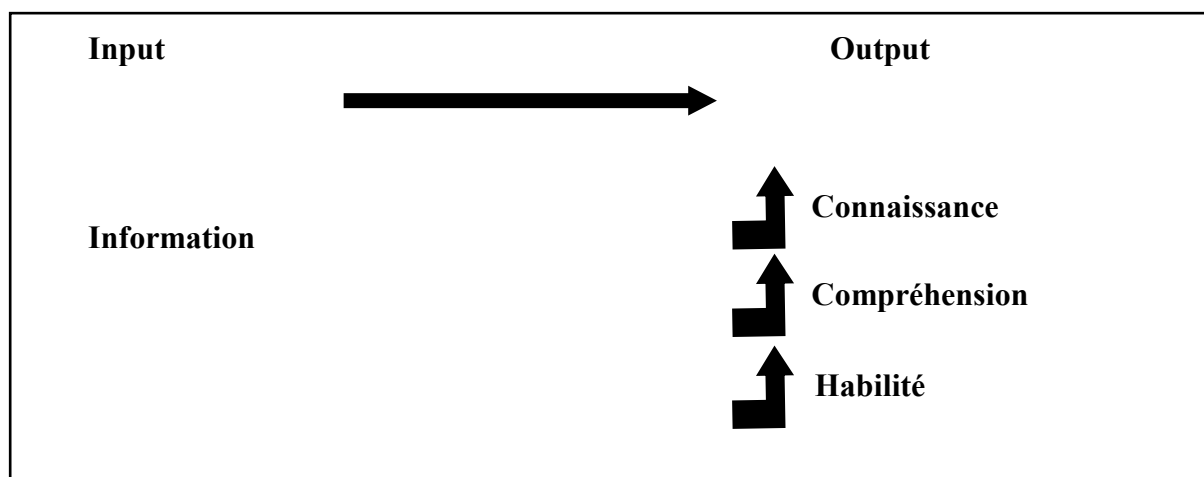 Input Output
Connaissance
Information
Compréhension
Habilité